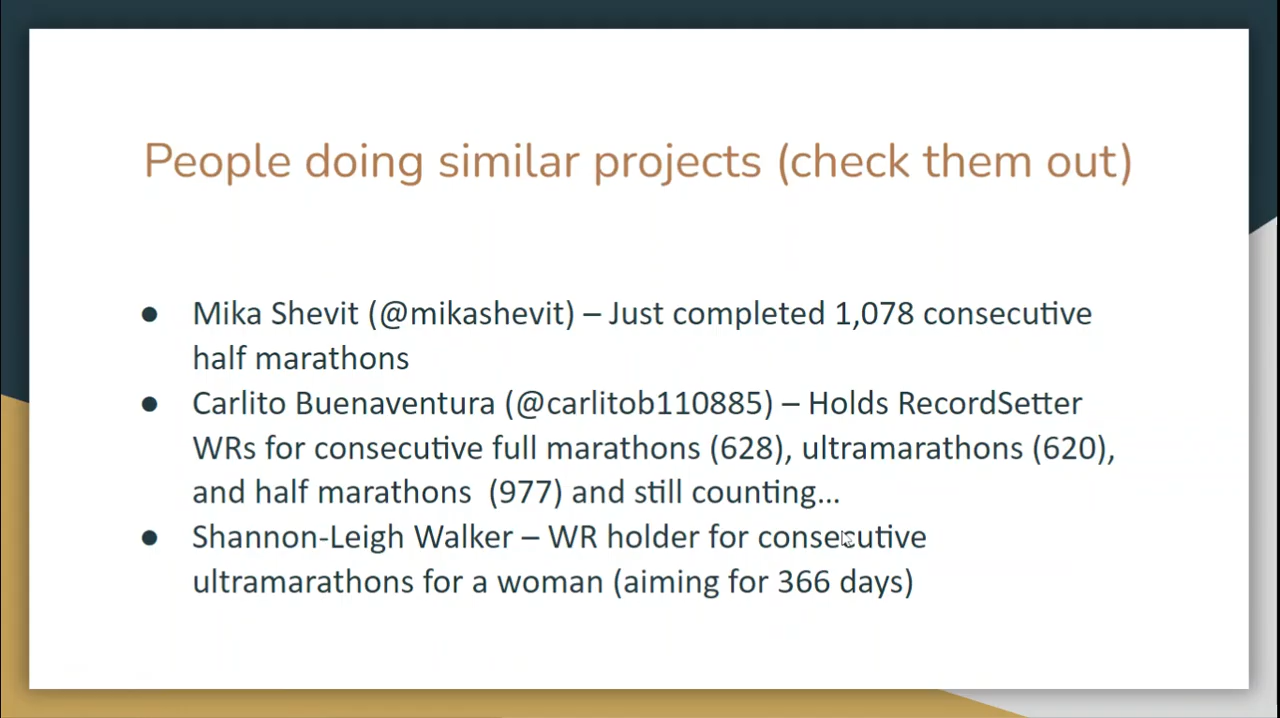 People doing similar projects (check them out)
● Mika Shevit (@mikashevit) – Just completed 1,078 consecutive
half marathons
● Carlito Buenaventura (@carlitob110885) – Holds RecordSetter
WRs for consecutive full marathons (628), ultramarathons (620),
and half marathons  (977) and still counting...
● Shannon-Leigh Walker – WR holder for consecutive
ultramarathons for a woman (aiming for 366 days)